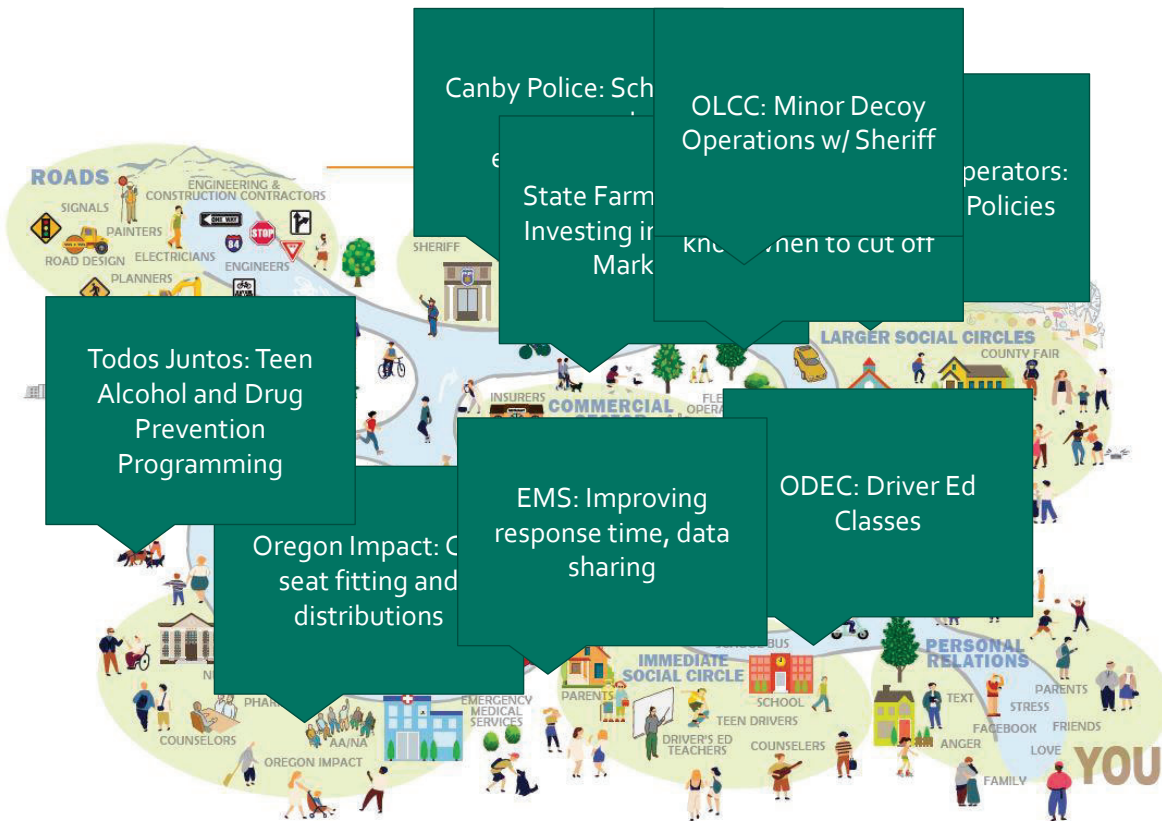 Canby Police:
OLCC: Minor Decoy
Operations w/ Sheriff
State Farm
Investing in
when to cut off
Policies
ROADS
ENGINEERING &
CONSTRUCTION CONTRACTORS
SIGNALS
PAINTERS
ONE WAY
STOP
84
ROAD DESIGN
ELECTRICIANS
ENGINEERS
PLANNERS
SHERIFF
Todos Juntos: Teen
Alcohol and Drug
Prevention
Programming
LARGER SOCIAL CIRCLES
COUNTY FAIR
INSURERS
COMMERCIAL
EMS: Improving
response time, data
sharing
ODEC: Driver Ed
Classes
Oregon Impact:
seat fitting and
distributions
COUNSELORS
AA/NA
OREGON IMPACT
EMERGENCY
MEDICAL
SERVICES
IMMEDIATE
SOCIAL CIRCLE
PARENTS
BUS
SCHOOL
TEEN DRIVERS
DRIVER'S ED
TEACHERS
COUNSELERS
PERSONAL
RELATIONS
PARENTS
TEXT
STRESS
FACEBOOK
FRIENDS
ANGER
LOVE
FAMILY
YOU